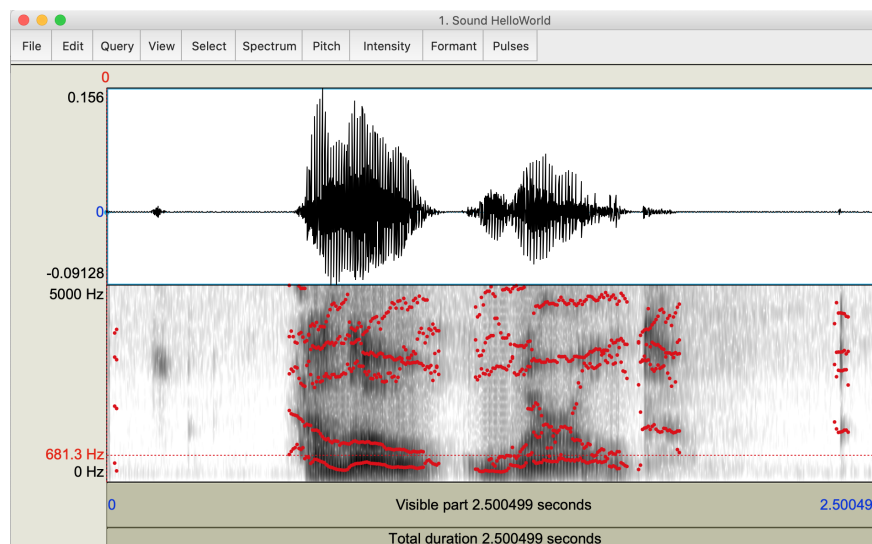 1. Sound HelloWorld
File Edit Query View Select Spectrum Pitch Intensity Formant Pulses
0
0.156
0
-0.09128
5000 Hz
681.3 Hz
0 Hz
0 Visible part 2.500499 seconds 2.50049
Total duration 2.500499 seconds